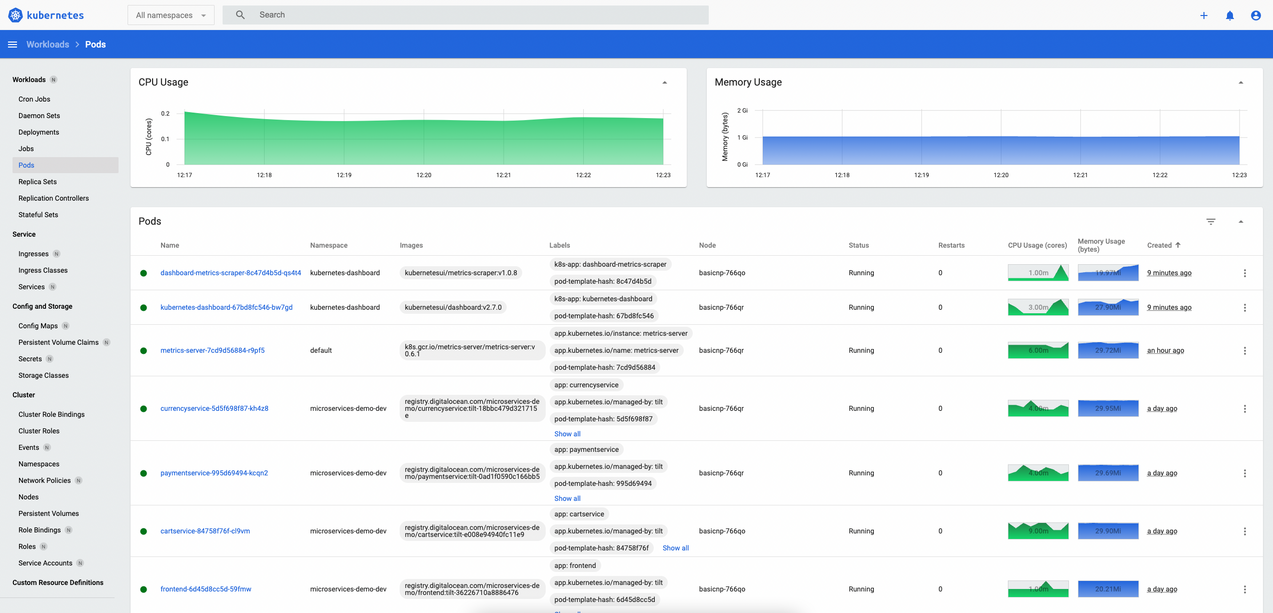 kubernetes
All namespaces
Search
Workloads > Pods
Workloads N
Cron Jobs
Daemon Sets
Deployments
Jobs
Pods
Replica Sets
Replication Controllers
Stateful Sets
Service
Ingresses N
Ingress Classes
Services N
Config and Storage
Config Maps N
Persistent Volume Claims N
Secrets N
Storage Classes
Cluster
Cluster Role Bindings
Cluster Roles
Events N
Namespaces
Network Policies N
Nodes
Persistent Volumes
Role Bindings N
Roles N
Service Accounts N
Custom Resource Definitions
CPU Usage
CPU (cores)
0.2
0.1
0
12:17 12:18 12:19 12:20 12:21 12:22 12:23
Memory Usage
Memory (bytes)
2 Gi
1 Gi
0 Gi
12:17 12:18 12:19 12:20 12:21 12:22 12:23
Pods
Name Namespace Images Labels Node Status Restarts CPU Usage (cores) Memory Usage (bytes) Created
dashboard-metrics-scraper-8c47d4b5d-qs4t4 kubernetes-dashboard kubernetesui/metrics-scraper:v1.0.8
k8s-app: dashboard-metrics-scraper
pod-template-hash: 8c47d4b5d
basicnp-766qo Running 0 1.00m 18.97Mi 9 minutes ago
kubernetes-dashboard-67bd8fc546-bw7gd kubernetes-dashboard kubernetesui/dashboard:v2.7.0
k8s-app: kubernetes-dashboard
pod-template-hash: 67bd8fc546
basicnp-766qo Running 0 3.00m 27.90Mi 9 minutes ago
metrics-server-7cd9d56884-r9pf5 default
k8s.gcr.io/metrics-server/metrics-server:v
0.6.1
app.kubernetes.io/instance: metrics-server
app.kubernetes.io/name: metrics-server
pod-template-hash: 7cd9d56884
basicnp-766qr Running 0 6.00m 29.72Mi an hour ago
currencyservice-5d5f698f87-kh4z8 microservices-demo-dev
registry.digitalocean.com/microservices-de
mo/currencyservice:tilt-18bbc479d321715
e
app: currencyservice
app.kubernetes.io/managed-by: tilt
pod-template-hash: 5d5f698f87
Show all
basicnp-766qr Running 0 4.00m 29.95Mi a day ago
paymentservice-995d69494-kcqn2 microservices-demo-dev
registry.digitalocean.com/microservices-de
mo/paymentservice:tilt-0ad1f0590c166bb5
app: paymentservice
app.kubernetes.io/managed-by: tilt
pod-template-hash: 995d69494
Show all
basicnp-766qr Running 0 4.00m 29.69Mi a day ago
cartservice-84758f76f-cl9vm microservices-demo-dev
registry.digitalocean.com/microservices-de
mo/cartservice:tilt-e008e94940fc11e9
app: cartservice
app.kubernetes.io/managed-by: tilt
pod-template-hash: 84758f76f Show all
basicnp-766qo Running 0 9.00m 29.90Mi a day ago
frontend-6d45d8cc5d-59fmw microservices-demo-dev
registry.digitalocean.com/microservices-de
mo/frontend:tilt-36226710a8886476
app: frontend
app.kubernetes.io/managed-by: tilt
pod-template-hash: 6d45d8cc5d
basicnp-766qo Running 0 1.00m 20.21Mi a day ago